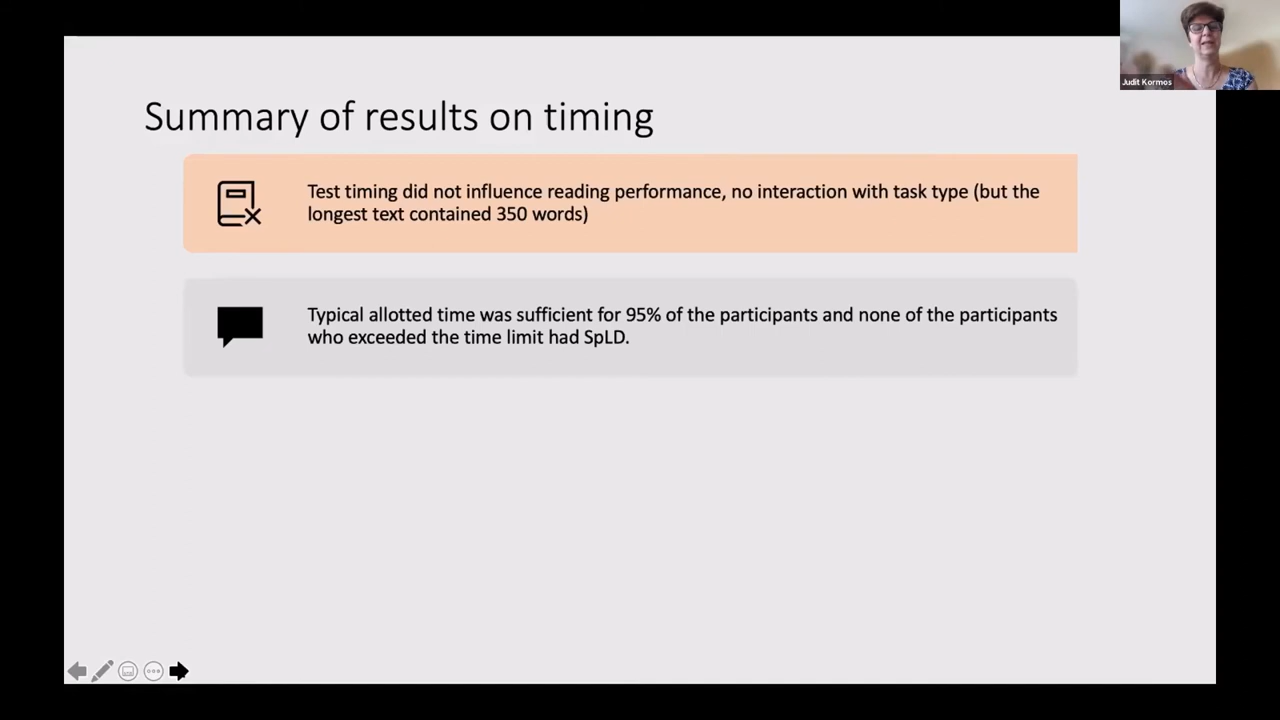 Judit Kormos
Summary of results on timing
Test timing did not influence reading performance, no interaction with task type (but the
longest text contained 350 words)
Typical allotted time was sufficient for 95% of the participants and none of the participants
who exceeded the time limit had SpLD.